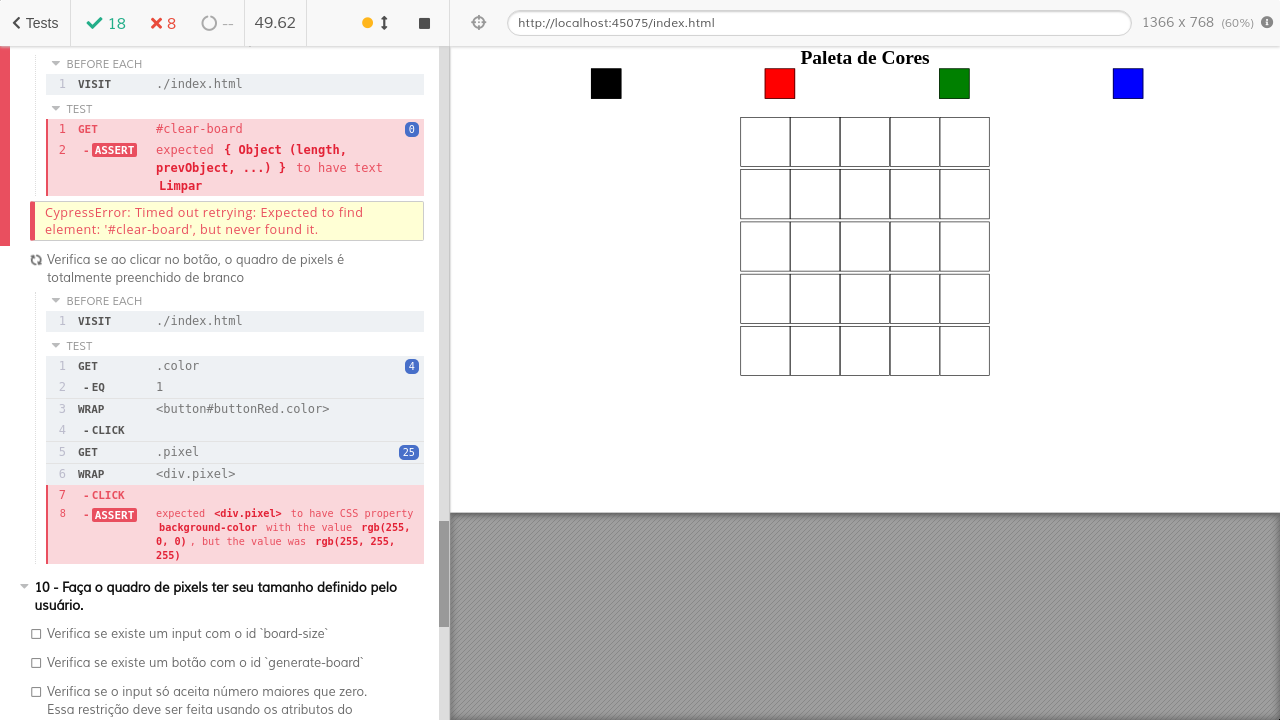 Tests
18
8
--
49.62
http://localhost:45075/index.html
1366 x 768 (60%)
BEFORE EACH
1 VISIT ./index.html
TEST
1 GET #clear-board 0
2 - ASSERT expected { Object (length,
prevObject, ...) } to have text
Limpar
CypressError: Timed out retrying: Expected to find
element: '#clear-board', but never found it.
Verifica se ao clicar no botão, o quadro de pixels é
totalmente preenchido de branco
BEFORE EACH
1 VISIT ./index.html
TEST
1 GET .color 4
2 - EQ 1
3 WRAP <button#buttonRed.color>
4 - CLICK
5 GET .pixel 25
6 WRAP <div.pixel>
7 - CLICK
8 - ASSERT expected <div.pixel> to have CSS property
background-color with the value rgb(255,
0, 0) , but the value was rgb(255, 255,
255)
10 - Faça o quadro de pixels ter seu tamanho definido pelo
usuário.
Verifica se existe um input com o id `board-size`
Verifica se existe um botão com o id `generate-board`
Verifica se o input só aceita número maiores que zero.
Essa restrição deve ser feita usando os atributos do
Paleta de Cores